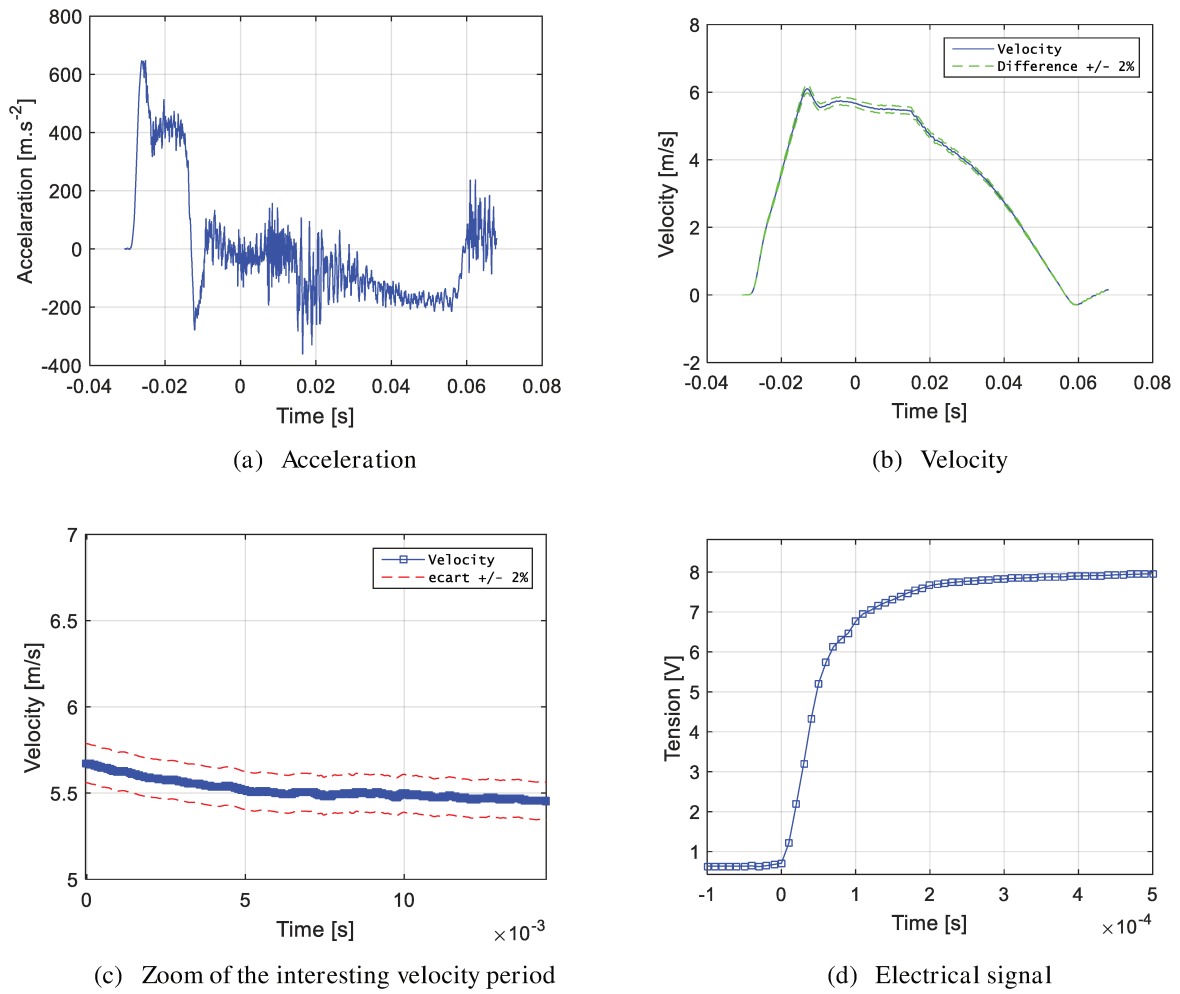 800
600
400
200
0
-200
-400
-0.04 -0.02 0 0.02 0.04 0.06 0.08
Accelaration [m.s-2]
Time [s]
(a) Acceleration
8
6
4
2
0
-2
-0.04 -0.02 0 0.02 0.04 0.06 0.08
Velocity [m/s]
Time [s]
Velocity
Difference +/- 2%
(b) Velocity
7
6.5
6
5.5
5
0 5 10
Velocity [m/s]
Time [s]
×10-3
Velocity
ecart +/- 2%
(c) Zoom of the interesting velocity period
8
7
6
5
4
3
2
1
-1 0 1 2 3 4 5
Tension [V]
Time [s]
×10-4
(d) Electrical signal